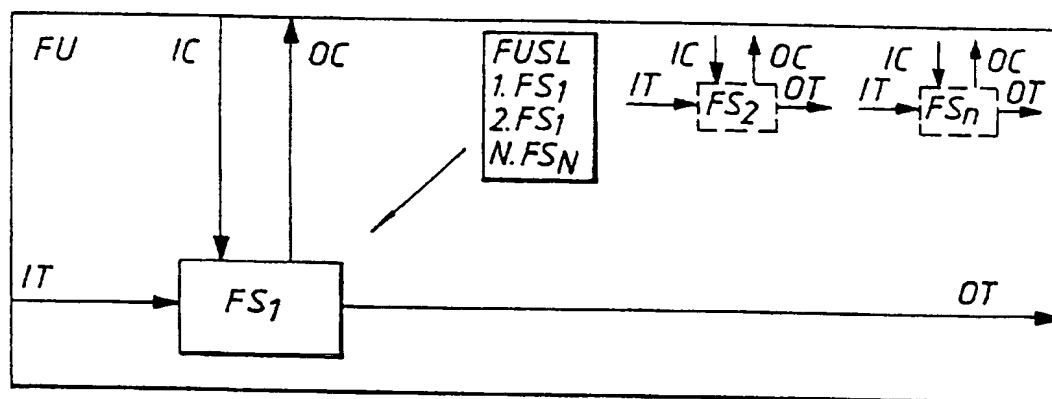 FU
IC
OC
FUSL
1. FS1
2. FS1
N. FSN
IC
OC
IT
FS2
OT
IC
OC
IT
FSn
OT
IT
FS1
OT